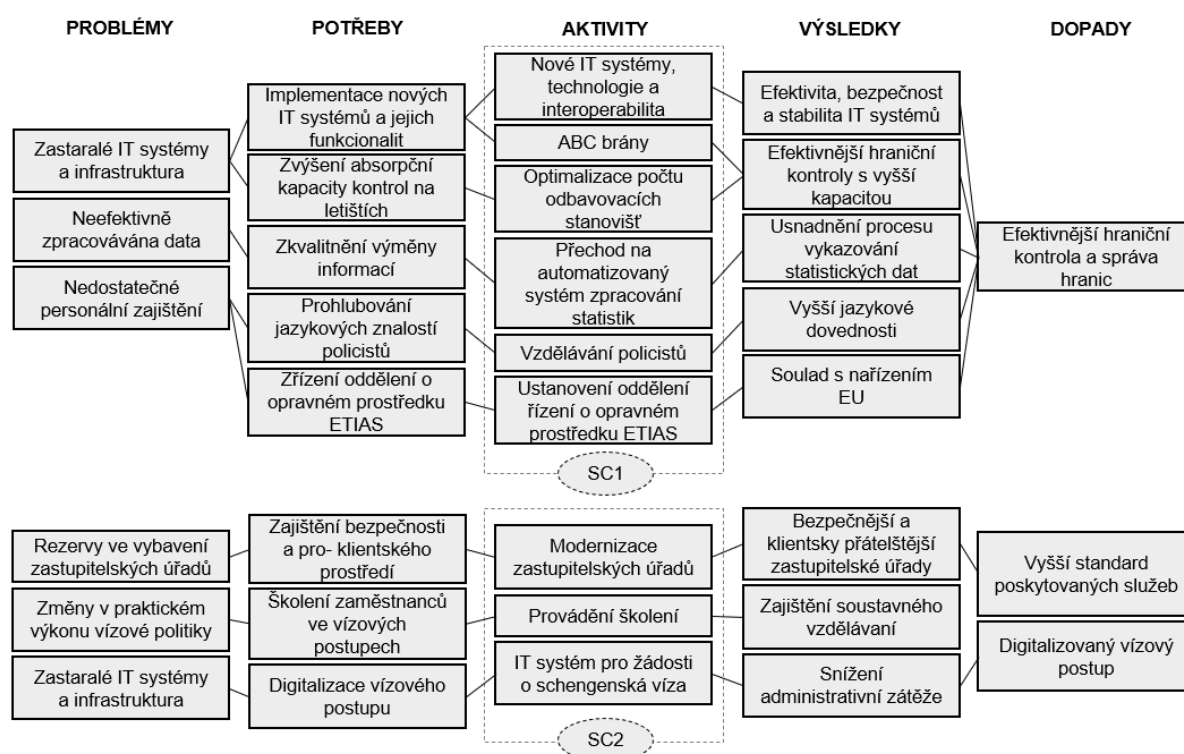 PROBLÉMY
POTŘEBY
AKTIVITY
VÝSLEDKY
DOPADY
Zastaralé IT systémy
a infrastruktura
Neefektivně
zpracovávána data
Nedostatečné
personální zajištění
Implementace nových
IT systémů a jejich
funkcionalit
Zvýšení absorpční
kapacity kontrol na
letištích
Zkvalitnění výměny
informací
Prohlubování
jazykových znalostí
policistů
Zřízení oddělení o
opravném prostředku
ETIAS
Nové IT systémy,
technologie a
interoperabilita
ABC brány
Optimalizace počtu
odbavovacích
stanovišť
Přechod na
automatizovaný
systém zpracování
statistik
Vzdělávání policistů
Ustanovení oddělení
řízení o opravném
prostředku ETIAS
SC1
Efektivita, bezpečnost
a stabilita IT systémů
Efektivnější hraniční
kontroly s vyšší
kapacitou
Usnadnění procesu
vykazování
statistických dat
Vyšší jazykové
dovednosti
Soulad s nařízením
EU
Efektivnější hraniční
kontrola a správa
hranic
Rezervy ve vybavení
zastupitelských úřadů
Změny v praktickém
výkonu vízové politiky
Zastaralé IT systémy
a infrastruktura
Zajištění bezpečnosti
a pro- klientského
prostředí
Školení zaměstnanců
ve vízových
postupech
Digitalizace vízového
postupu
Modernizace
zastupitelských úřadů
Provádění školení
IT systém pro žádosti
o schengenská víza
SC2
Bezpečnější a
klientsky přátelštější
zastupitelské úřady
Zajištění soustavného
vzdělávaní
Snížení
administrativní zátěže
Vyšší standard
poskytovaných služeb
Digitalizovaný vízový
postup